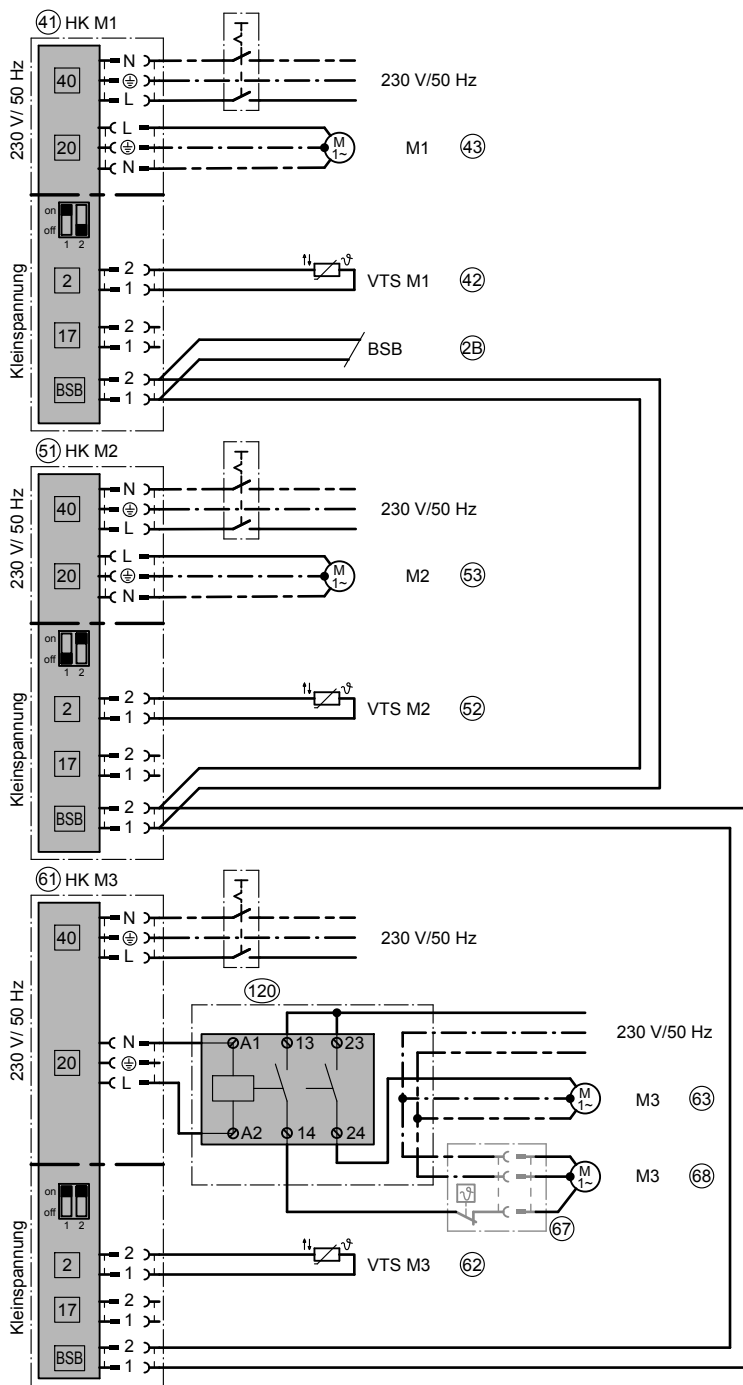 41 HK M1
230 V/ 50 Hz
40
N
L
230 V/50 Hz
20
L
N
M
1~
M1 43
on
off
1 2
Kleinspannung
2
2
1
ϑ
VTS M1 42
17
2
1
BSB 2B
BSB
2
1
51 HK M2
230 V/ 50 Hz
40
N
L
230 V/50 Hz
20
L
N
M
1~
M2 53
on
off
1 2
Kleinspannung
2
2
1
ϑ
VTS M2 52
17
2
1
BSB
2
1
61 HK M3
230 V/ 50 Hz
40
N
L
230 V/50 Hz
120
20
N
L
A1 13 23
A2 14 24
230 V/50 Hz
M
1~
M3 63
M
1~
M3 68
ϑ
67
on
off
1 2
Kleinspannung
2
2
1
ϑ
VTS M3 62
17
2
1
BSB
2
1